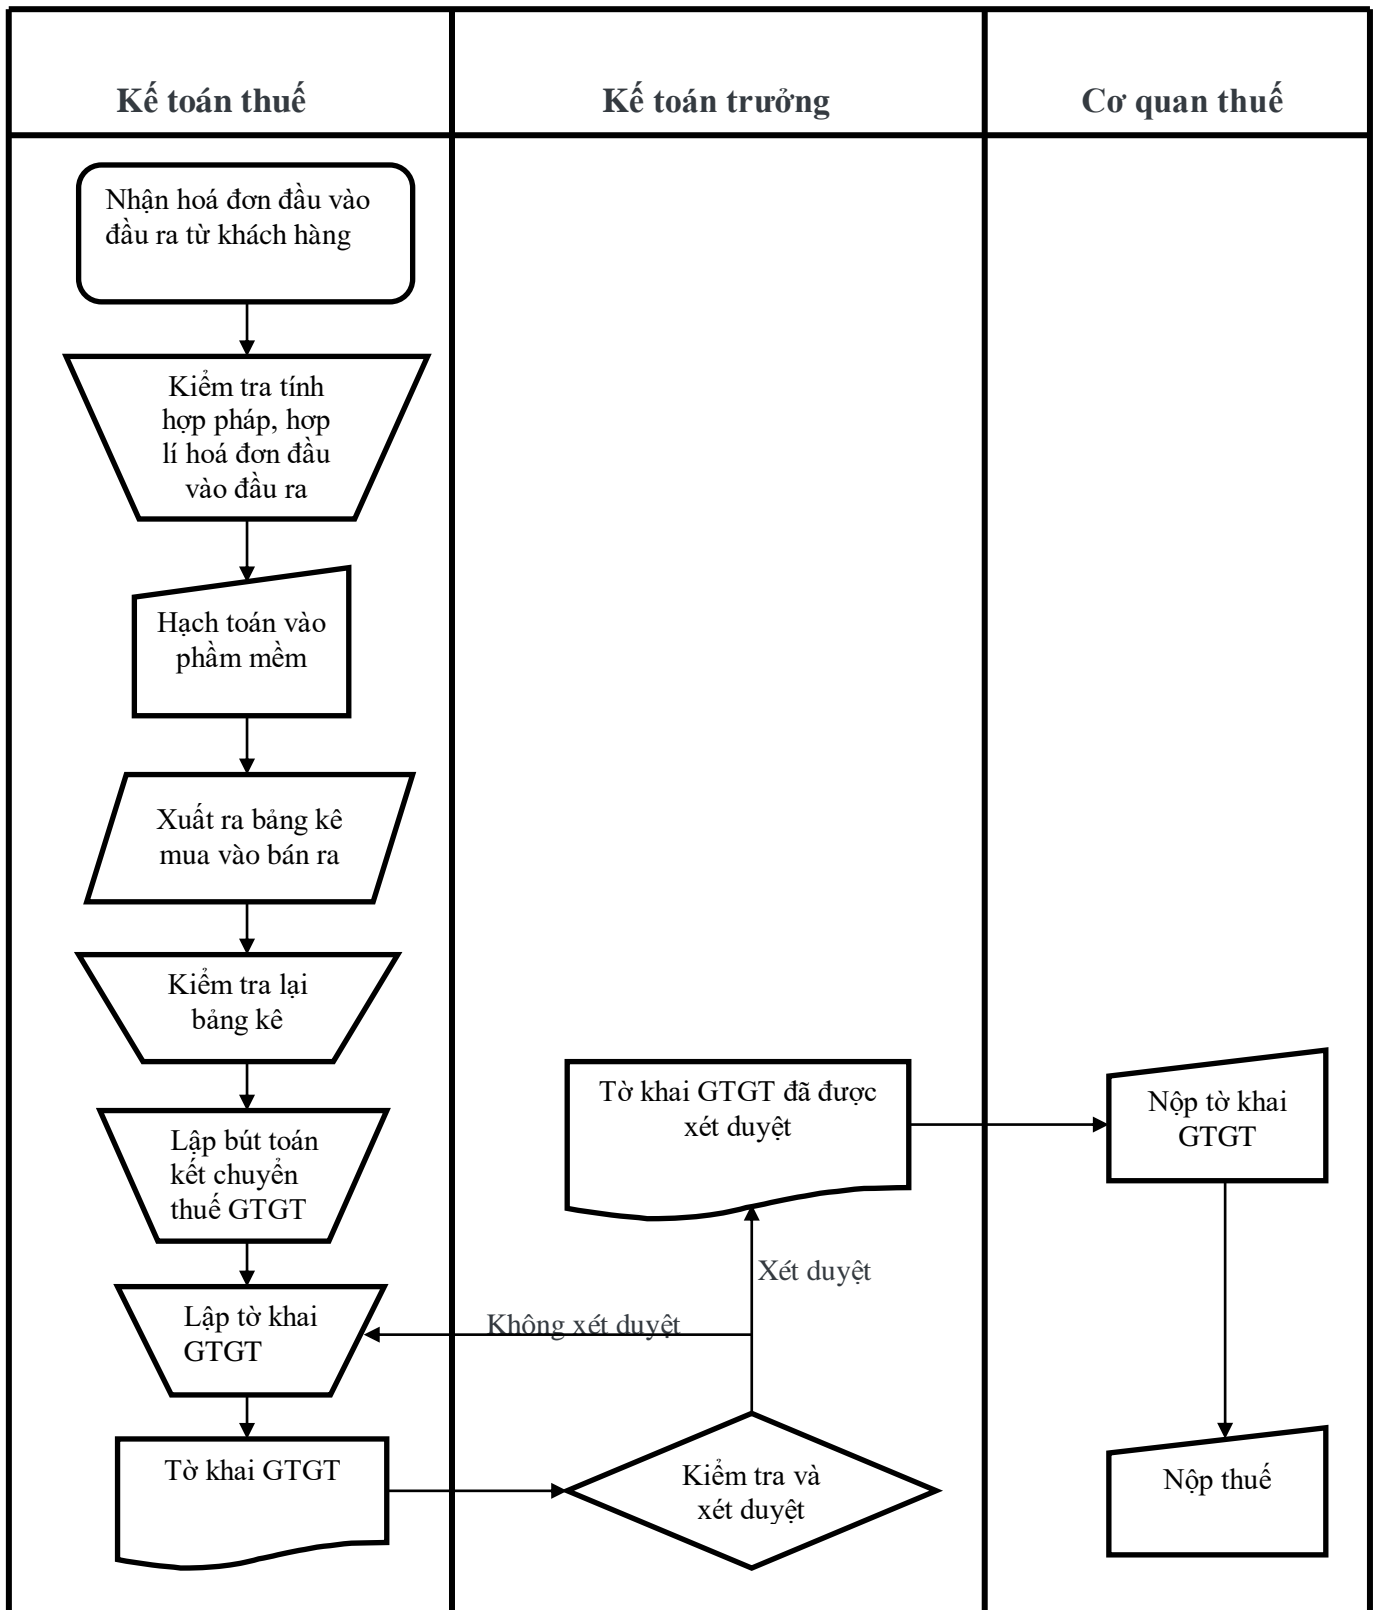 Kế toán thuế
Kế toán trưởng
Cơ quan thuế
Nhận hoá đơn đầu vào
đầu ra từ khách hàng
Kiểm tra tính
hợp pháp, hơp
lí hoá đơn đầu
vào đầu ra
Hạch toán vào
phầm mềm
Xuất ra bảng kê
mua vào bán ra
Kiểm tra lại
bảng kê
Lập bút toán
kết chuyển
thuế GTGT
Lập tờ khai
GTGT
Tờ khai GTGT
Kiểm tra và
xét duyệt
Không xét duyệt
Xét duyệt
Tờ khai GTGT đã được
xét duyệt
Nộp tờ khai
GTGT
Nộp thuế